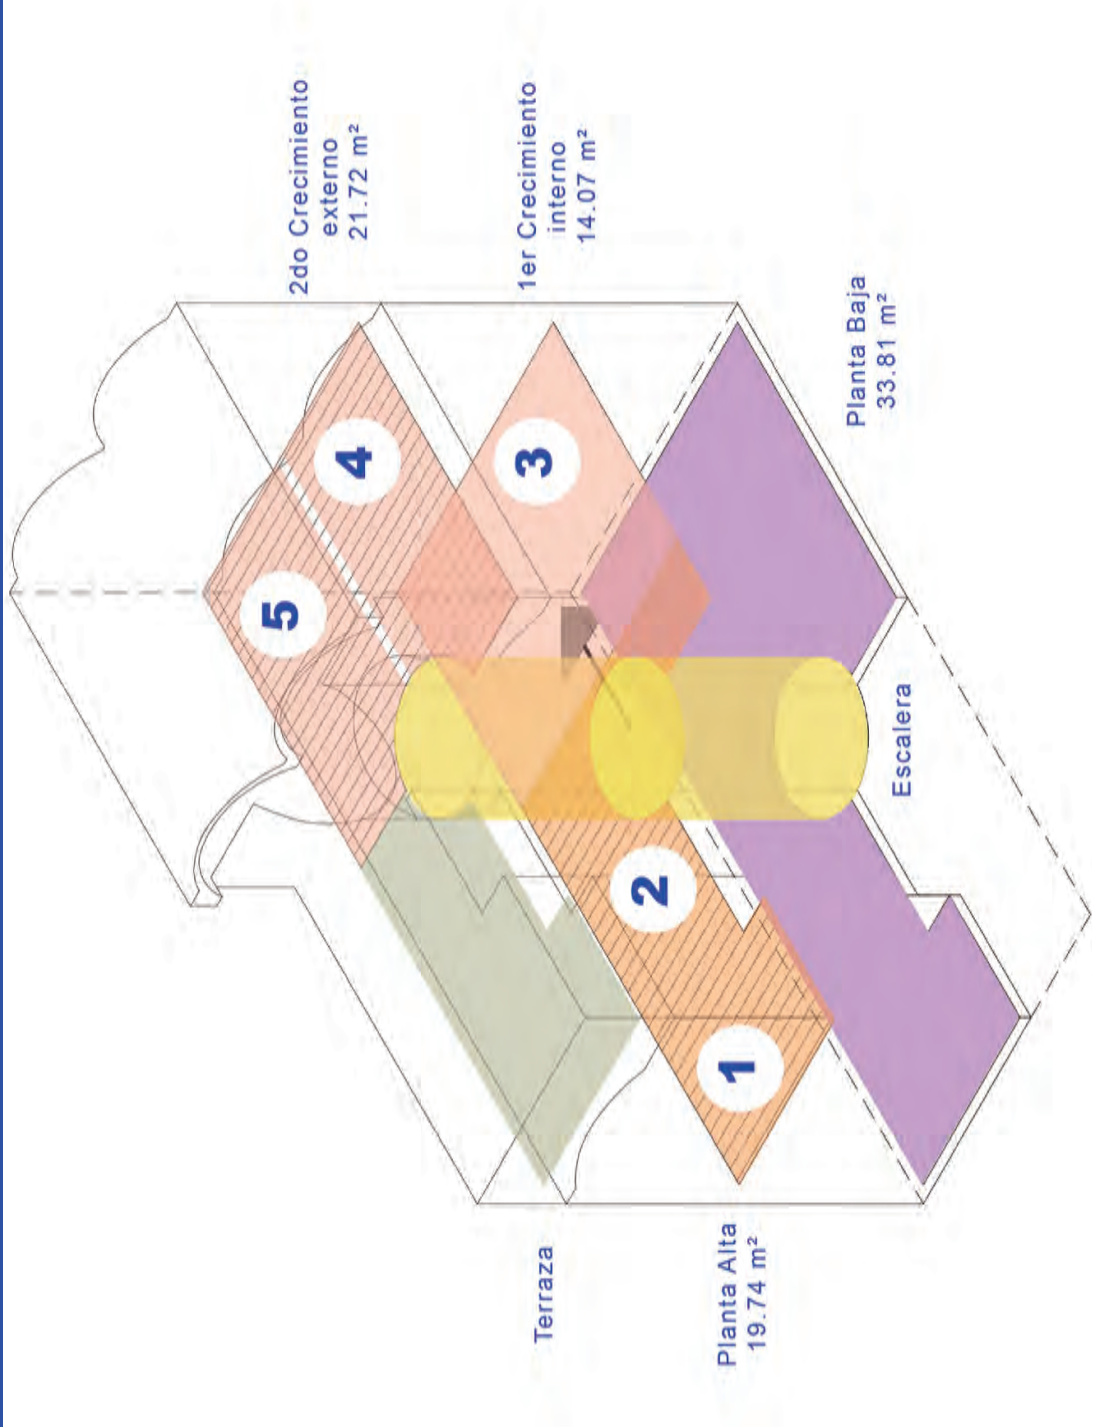 2do Crecimiento
externo
21.72 m²
1er Crecimiento
interno
14.07 m²
Planta Baja
33.81 m²
Escalera
Terraza
Planta Alta
19.74 m²
5
4
3
2
1